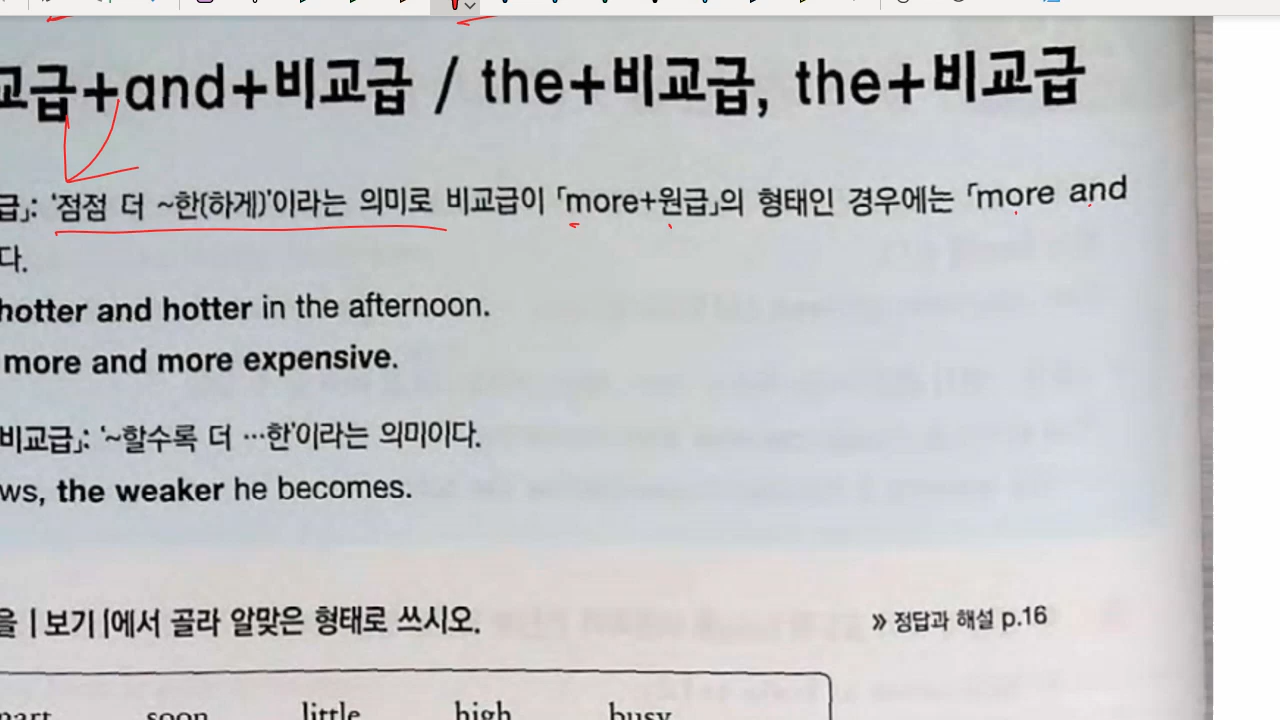 교급+and+비교급 / the+비교급, the+비교급
급」: '점점 더 ~한(하게)'이라는 의미로 비교급이 「more+원급」의 형태인 경우에는 「more and
다.
hotter and hotter in the afternoon.
more and more expensive.
비교급」: '~할수록 더 …한'이라는 의미이다.
ws, the weaker he becomes.
을 |보기|에서 골라 알맞은 형태로 쓰시오.
» 정답과 해설 p.16
soon little high busy